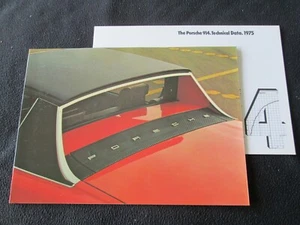 The Porsche 914. Technical Data. 1975
PORSCHE
4